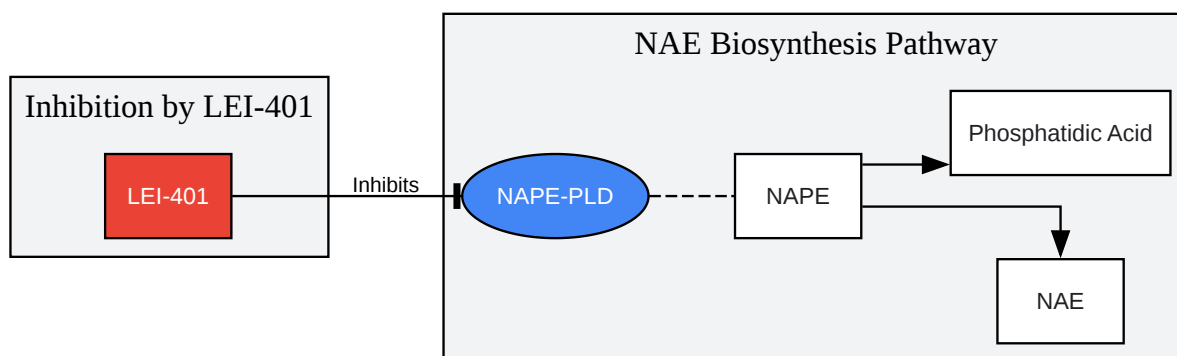 NAE Biosynthesis Pathway
Inhibition by LEI-401
LEI-401
Inhibits
NAPE-PLD
NAPE
Phosphatidic Acid
NAE